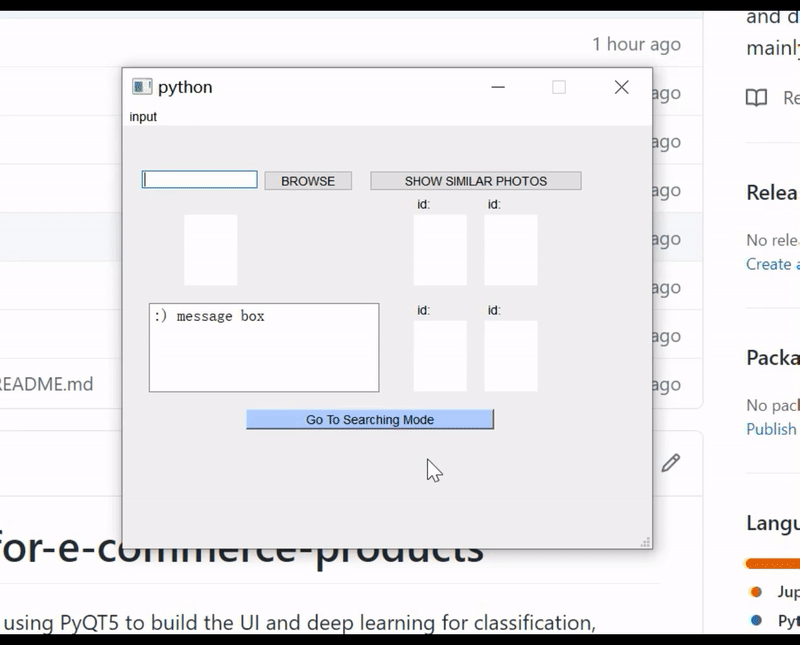 and d
1 hour ago
mainly
python
ago
input
ago
BROWSE
SHOW SIMILAR PHOTOS
ago
Relea
id:
id:
ago
No rele
Create a
ago
:) message box
id:
id:
ago
Packa
README.md
ago
No pac
Publish
Go To Searching Mode
Langu
for-e-commerce-products
Jup
using PyQT5 to build the UI and deep learning for classification,
Pyt